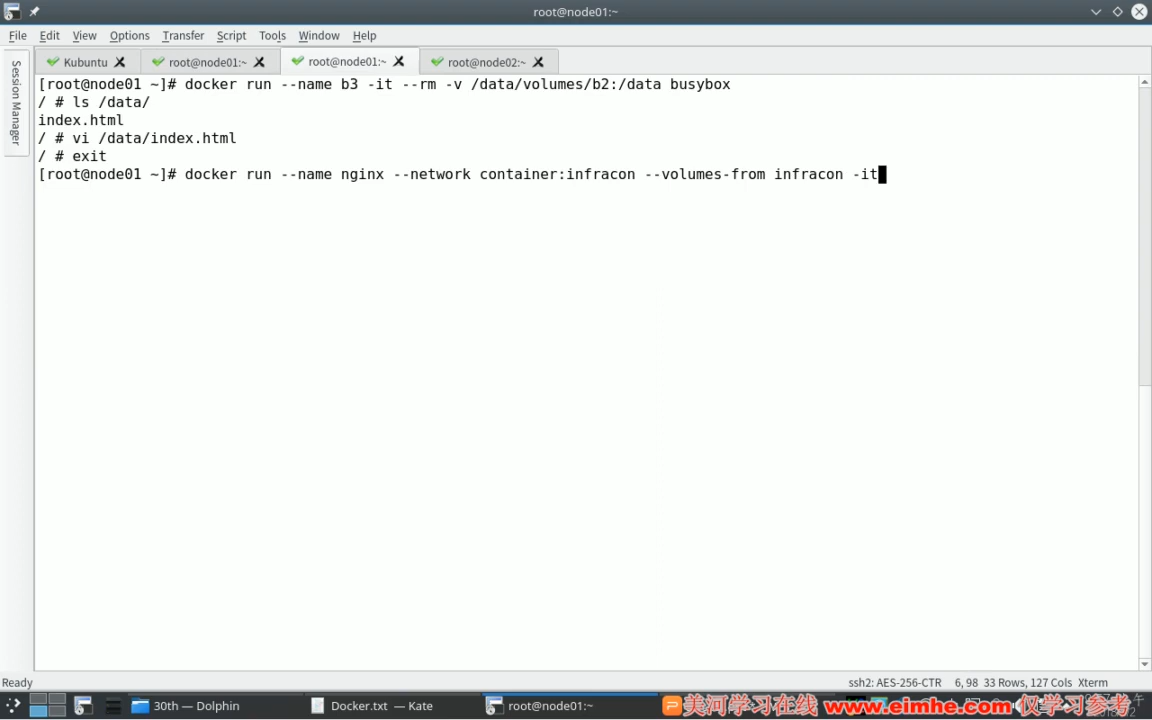 root@node01:~
File Edit View Options Transfer Script Tools Window Help
Session Manager
Kubuntu root@node01:~ root@node01:~ root@node02:~
[root@node01 ~]# docker run --name b3 -it --rm -v /data/volumes/b2:/data busybox
/ # ls /data/
index.html
/ # vi /data/index.html
/ # exit
[root@node01 ~]# docker run --name nginx --network container:infracon --volumes-from infracon -it
Ready ssh2: AES-256-CTR 6, 98 33 Rows, 127 Cols Xterm
30th — Dolphin Docker.txt — Kate root@node01:~ 美河学习在线 www.eimhe.com 仅学习参考